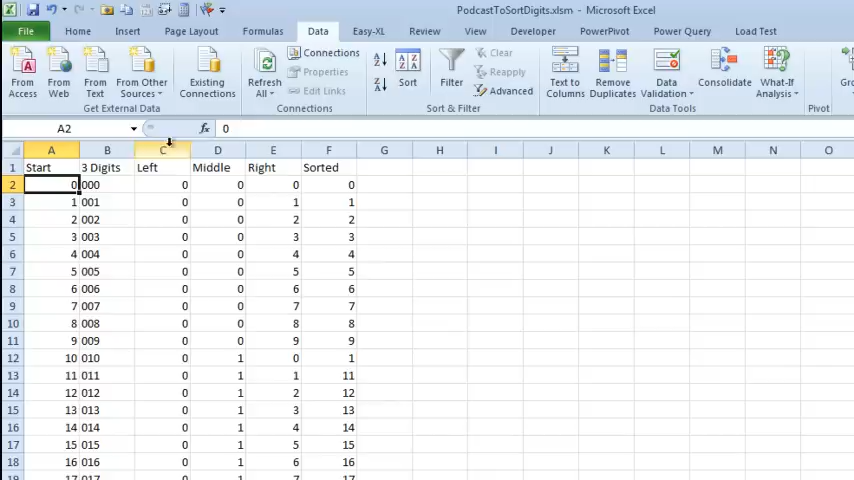 PodcastToSortDigits.xlsm - Microsoft Excel
File Home Insert Page Layout Formulas Data Easy-XL Review View Developer PowerPivot Power Query Load Test
From Access
From Web
From Text
From Other Sources
Existing Connections
Get External Data
Refresh All
Connections
Properties
Edit Links
Connections
Sort
Filter
Clear
Reapply
Advanced
Sort & Filter
Text to Columns
Remove Duplicates
Data Validation
Consolidate
What-If Analysis
Data Tools
Gro
Pivot
A2 fx 0
A B C D E F G H I J K L M N O
1 Start 3 Digits Left Middle Right Sorted
2 0 000 0 0 0 0
3 1 001 0 0 1 1
4 2 002 0 0 2 2
5 3 003 0 0 3 3
6 4 004 0 0 4 4
7 5 005 0 0 5 5
8 6 006 0 0 6 6
9 7 007 0 0 7 7
10 8 008 0 0 8 8
11 9 009 0 0 9 9
12 10 010 0 1 0 1
13 11 011 0 1 1 11
14 12 012 0 1 2 12
15 13 013 0 1 3 13
16 14 014 0 1 4 14
17 15 015 0 1 5 15
18 16 016 0 1 6 16
19 17 017 0 1 7 17